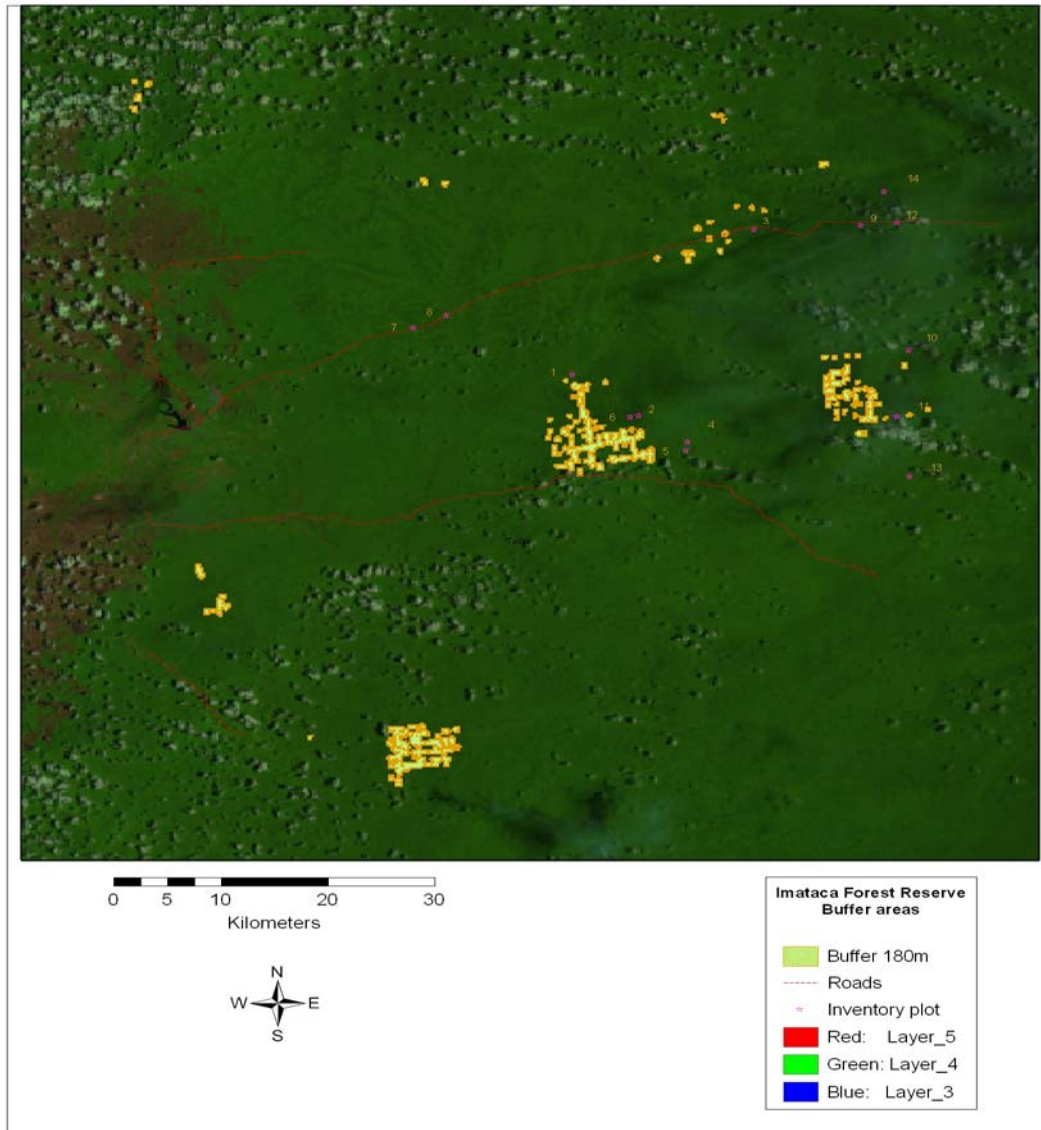 14
3
9
12
7
8
10
1
6
2
11
4
5
13
0 5 10 20 30
Kilometers
N
W E
S
Imataca Forest Reserve
Buffer areas
Buffer 180m
Roads
Inventory plot
Red: Layer_5
Green: Layer_4
Blue: Layer_3